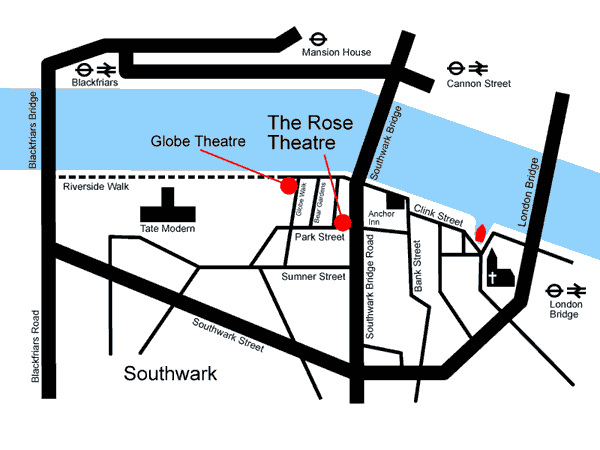 Mansion House
Blackfriars
Cannon Street
Blackfriars Bridge
Southwark Bridge
London Bridge
The Rose
Theatre
Globe Theatre
Riverside Walk
Globe Walk
Bear Gardens
Tate Modern
Park Street
Anchor
Inn
Clink Street
Sumner Street
Southwark Bridge Road
Bank Street
London
Bridge
Blackfriars Road
Southwark Street
Southwark